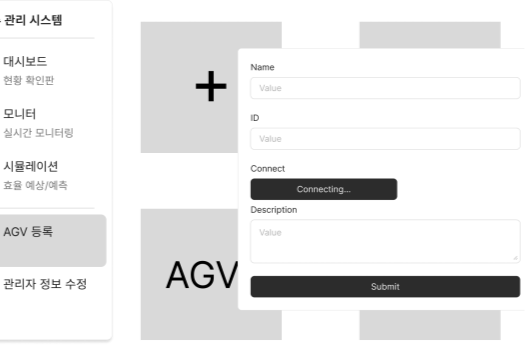 관리 시스템
대시보드
현황 확인판
모니터
실시간 모니터링
시뮬레이션
효율 예상/예측
AGV 등록
관리자 정보 수정
+
AGV
Name
Value
ID
Value
Connect
Connecting...
Description
Value
Submit